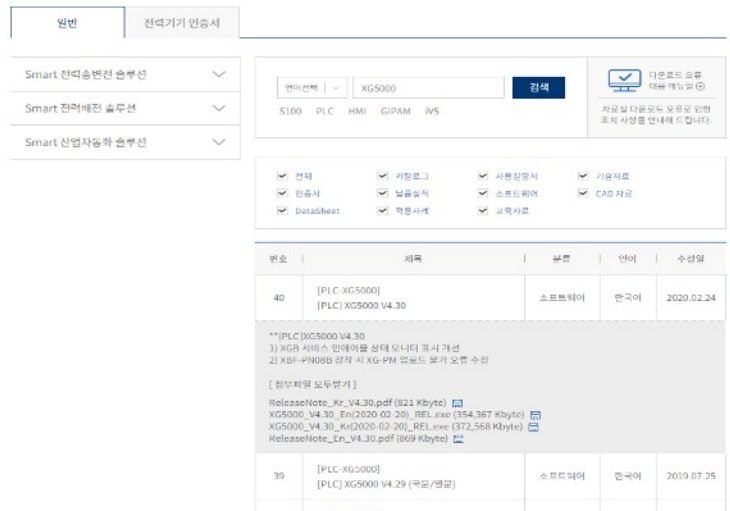 일반
전력기기 인증서
Smart 전력송변전 솔루션
Smart 전력배전 솔루션
Smart 산업자동화 솔루션
언어선택
XG5000
검색
S100 PLC HMI GIPAM iV5
다운로드 오류
대응 매뉴얼
자료실 다운로드 오류로 인한
조치 사항을 안내해 드립니다.
전체 카탈로그 사용설명서 기술자료
인증서 납품실적 소프트웨어 CAD 자료
DataSheet 적용사례 교육자료
번호 제목 분류 언어 수정일
[PLC-XG5000]
40 [PLC] XG5000 V4.30 소프트웨어 한국어 2020.02.24
**[PLC]XG5000 V4.30
1) XGB 서비스 인에이블 상태 모니터 표시 개선
2) XBF-PN08B 장착 시 XG-PM 업로드 불가 오류 수정
[ 첨부파일 모두받기 ]
ReleaseNote_Kr_V4.30.pdf (821 Kbyte)
XG5000_V4.30_En(2020-02-20)_REL.exe (354,367 Kbyte)
XG5000_V4.30_Kr(2020-02-20)_REL.exe (372,568 Kbyte)
ReleaseNote_En_V4.30.pdf (869 Kbyte)
[PLC-XG5000]
39 [PLC] XG5000 V4.29 (국문/영문) 소프트웨어 한국어 2019.07.25